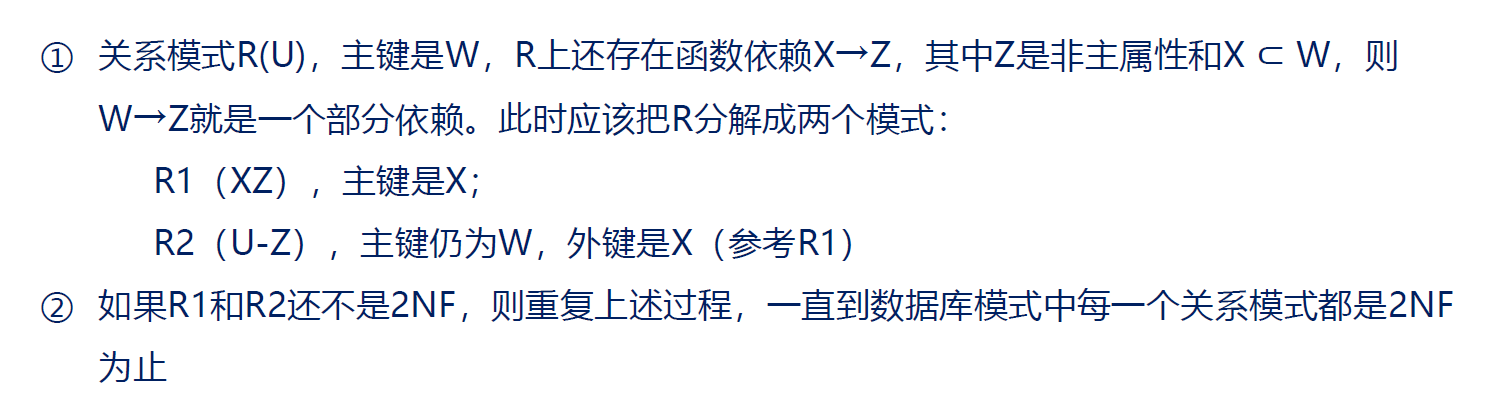 ① 关系模式R(U)，主键是W，R上还存在函数依赖X→Z，其中Z是非主属性和X ⊂ W，则
W→Z就是一个部分依赖。此时应该把R分解成两个模式：
R1（XZ），主键是X；
R2（U-Z），主键仍为W，外键是X（参考R1）
② 如果R1和R2还不是2NF，则重复上述过程，一直到数据库模式中每一个关系模式都是2NF
为止